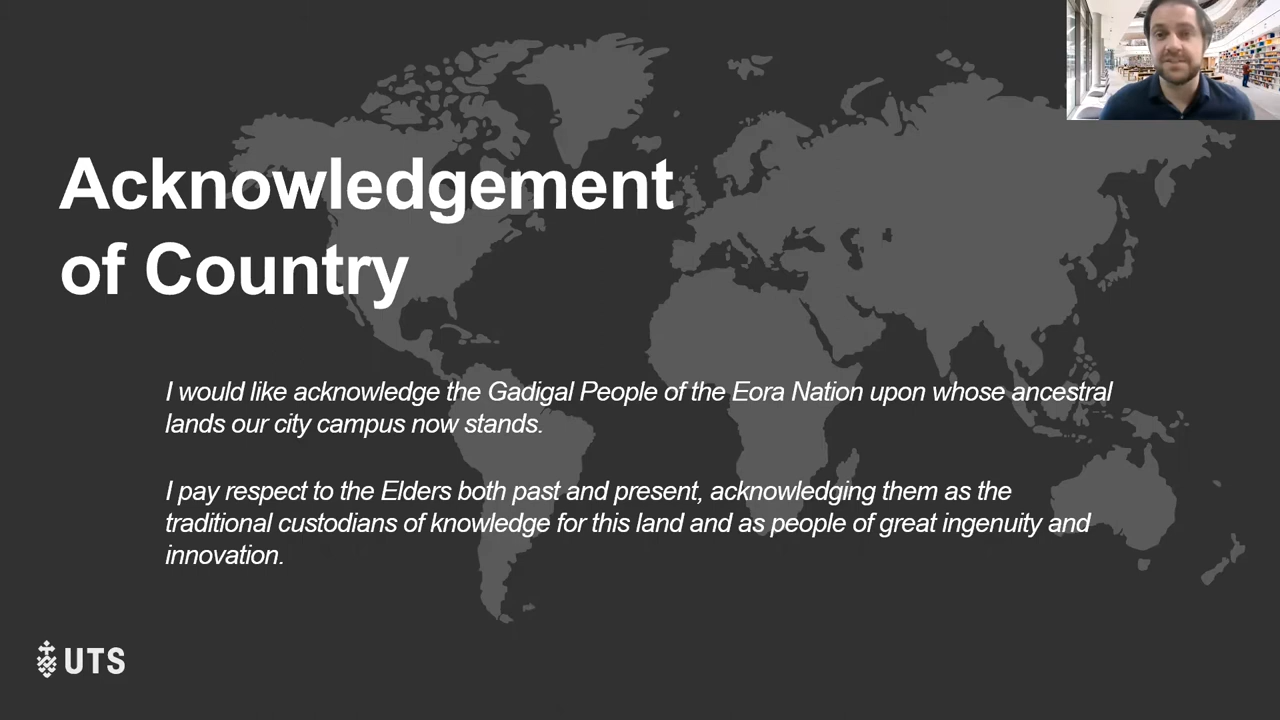 Acknowledgement
of Country
I would like acknowledge the Gadigal People of the Eora Nation upon whose ancestral
lands our city campus now stands.
I pay respect to the Elders both past and present, acknowledging them as the
traditional custodians of knowledge for this land and as people of great ingenuity and
innovation.
UTS